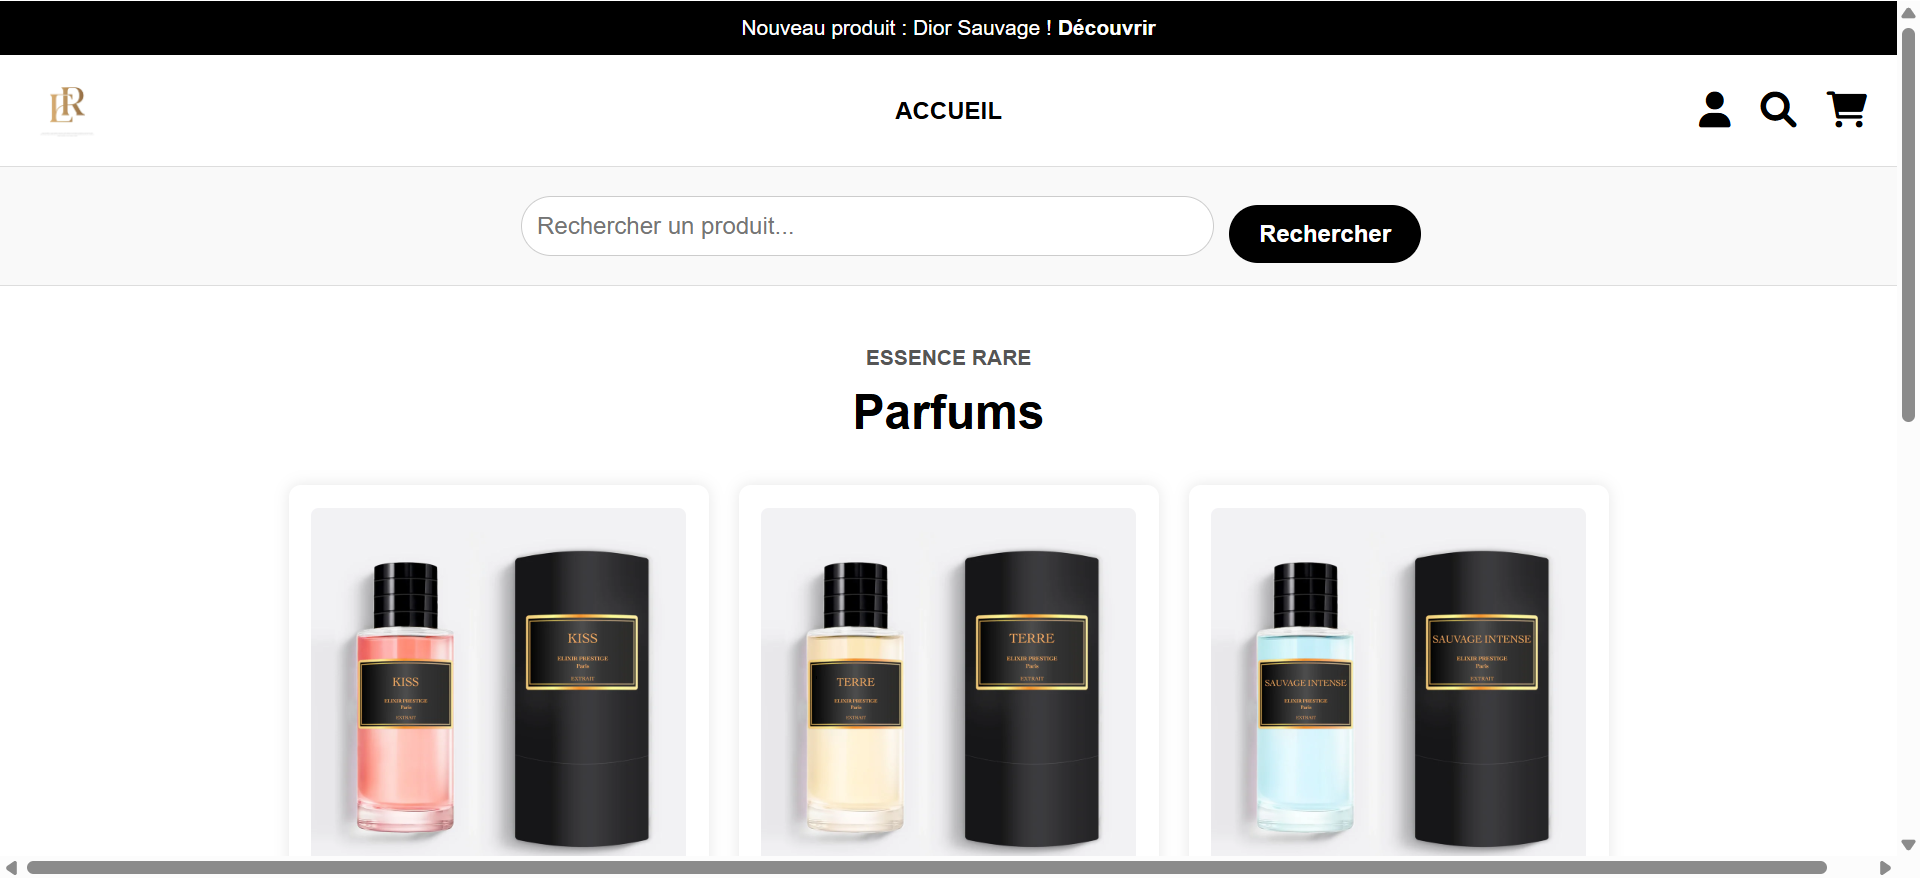 Nouveau produit : Dior Sauvage ! Découvrir
ER
ACCUEIL
Rechercher un produit...
Rechercher
ESSENCE RARE
Parfums
KISS
ELIXIR PRESTIGE
Paris
EXTRAIT
KISS
ELIXIR PRESTIGE
Paris
EXTRAIT
TERRE
ELIXIR PRESTIGE
Paris
EXTRAIT
TERRE
ELIXIR PRESTIGE
Paris
EXTRAIT
SAUVAGE INTENSE
ELIXIR PRESTIGE
Paris
EXTRAIT
SAUVAGE INTENSE
ELIXIR PRESTIGE
Paris
EXTRAIT